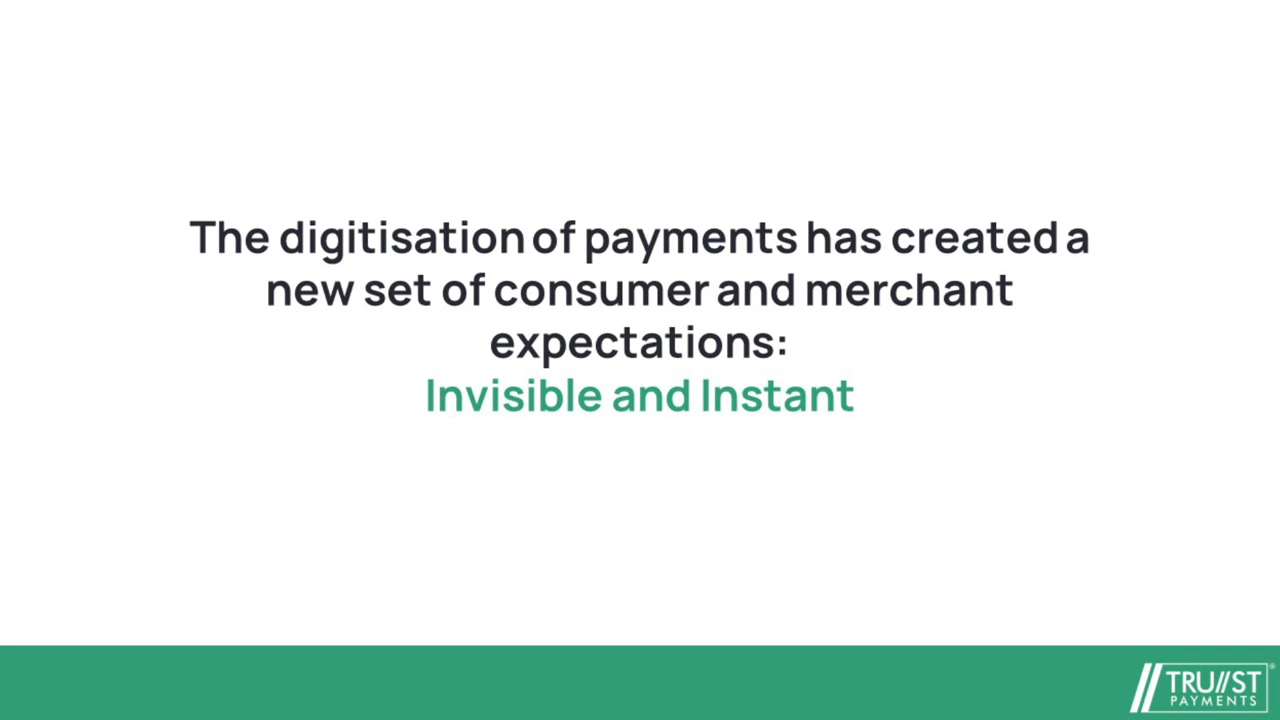 The digitisation of payments has created a
new set of consumer and merchant
expectations:
Invisible and Instant
TRU//ST
PAYMENTS